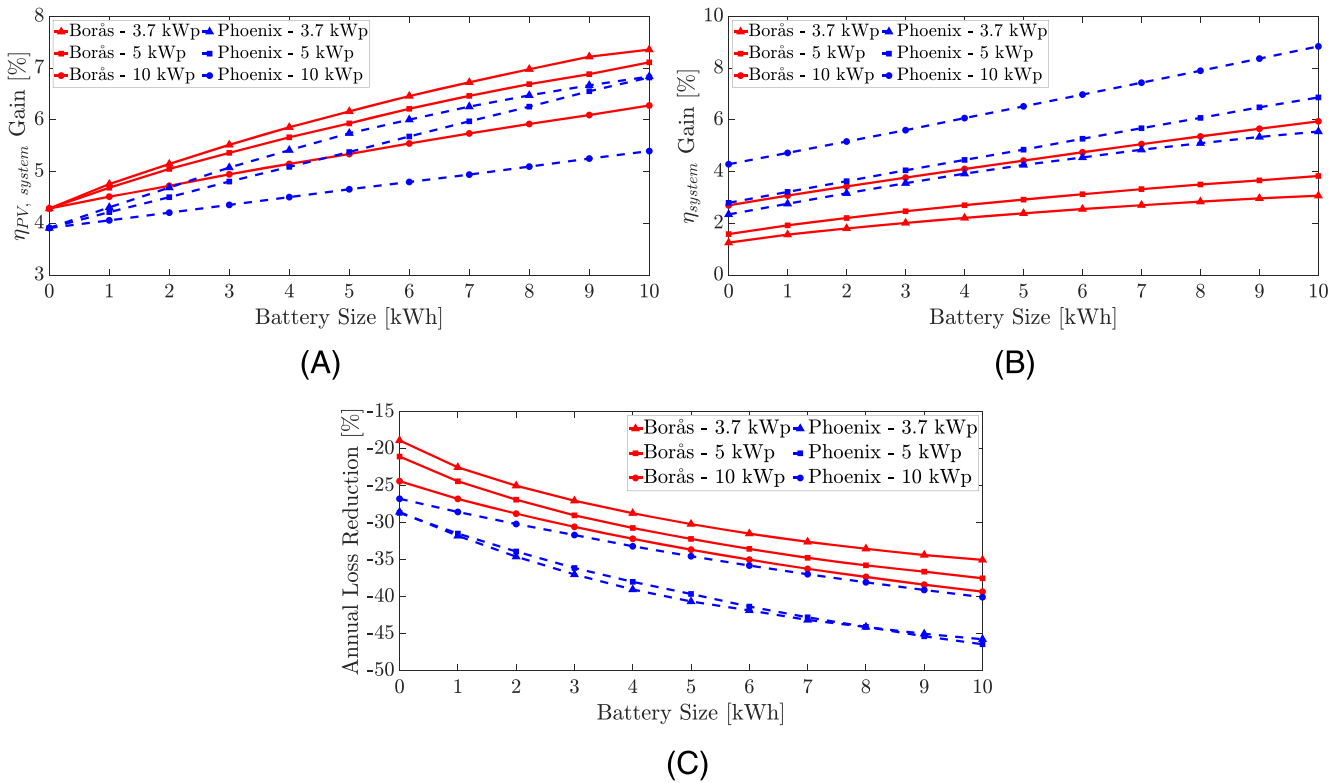 η_{PV, system} Gain [%]
8
7
6
5
4
3
Borås - 3.7 kWp
Borås - 5 kWp
Borås - 10 kWp
Phoenix - 3.7 kWp
Phoenix - 5 kWp
Phoenix - 10 kWp
0 1 2 3 4 5 6 7 8 9 10
Battery Size [kWh]
(A)
η_{system} Gain [%]
10
8
6
4
2
0
Borås - 3.7 kWp
Borås - 5 kWp
Borås - 10 kWp
Phoenix - 3.7 kWp
Phoenix - 5 kWp
Phoenix - 10 kWp
0 1 2 3 4 5 6 7 8 9 10
Battery Size [kWh]
(B)
Annual Loss Reduction [%]
-15
-20
-25
-30
-35
-40
-45
-50
Borås - 3.7 kWp
Borås - 5 kWp
Borås - 10 kWp
Phoenix - 3.7 kWp
Phoenix - 5 kWp
Phoenix - 10 kWp
0 1 2 3 4 5 6 7 8 9 10
Battery Size [kWh]
(C)